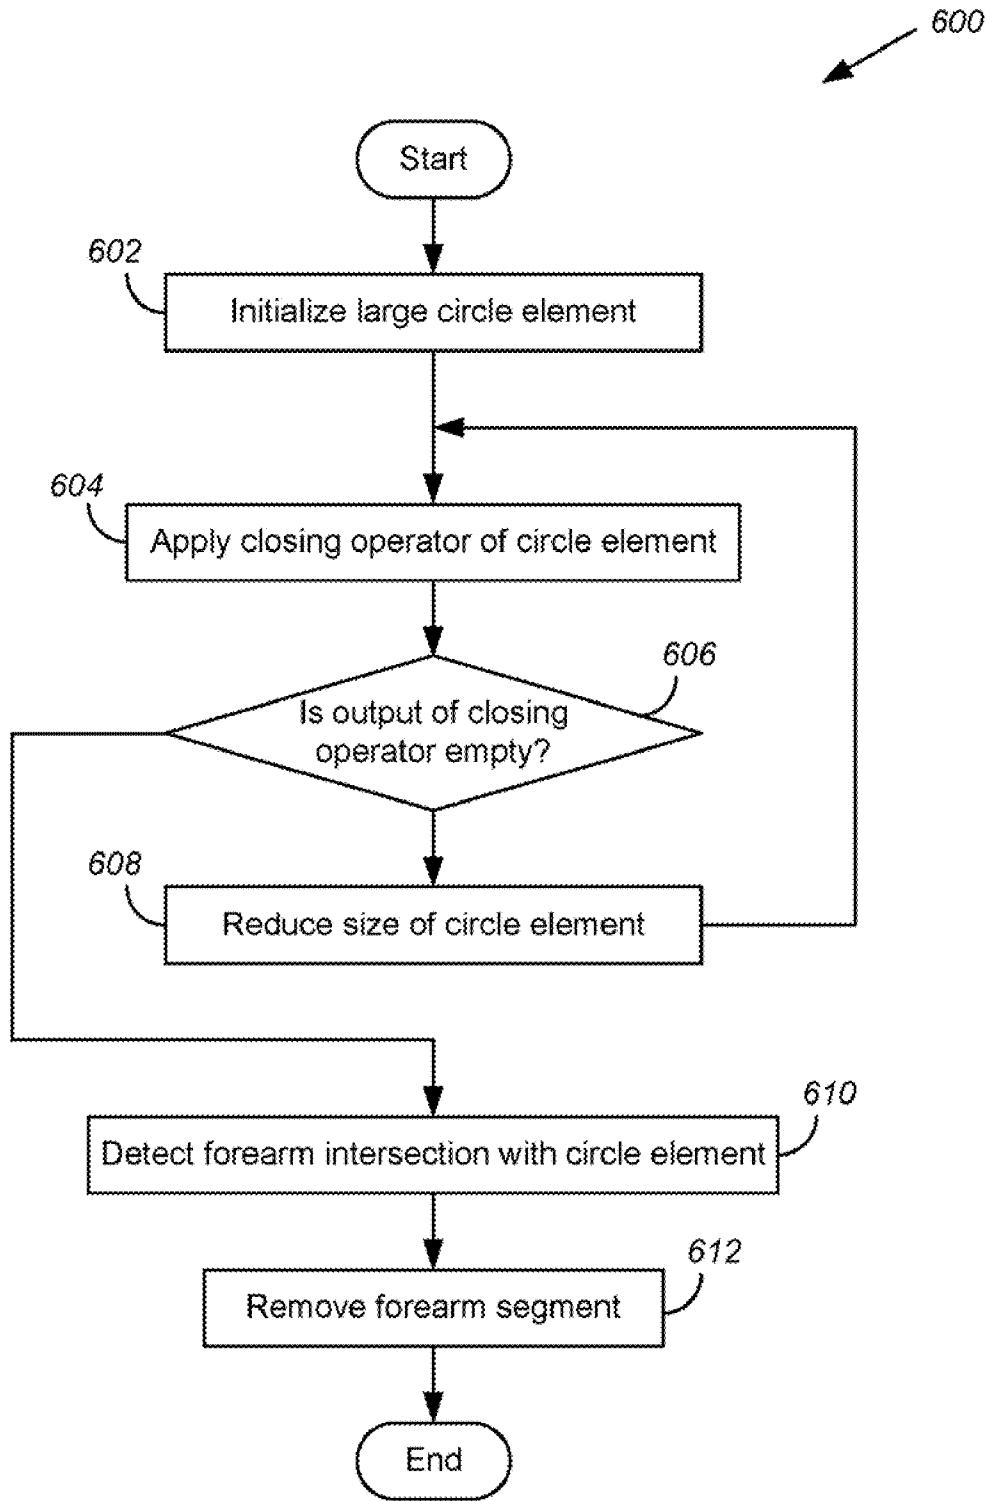 600
Start
602
Initialize large circle element
604
Apply closing operator of circle element
606
Is output of closing
operator empty?
608
Reduce size of circle element
610
Detect forearm intersection with circle element
612
Remove forearm segment
End